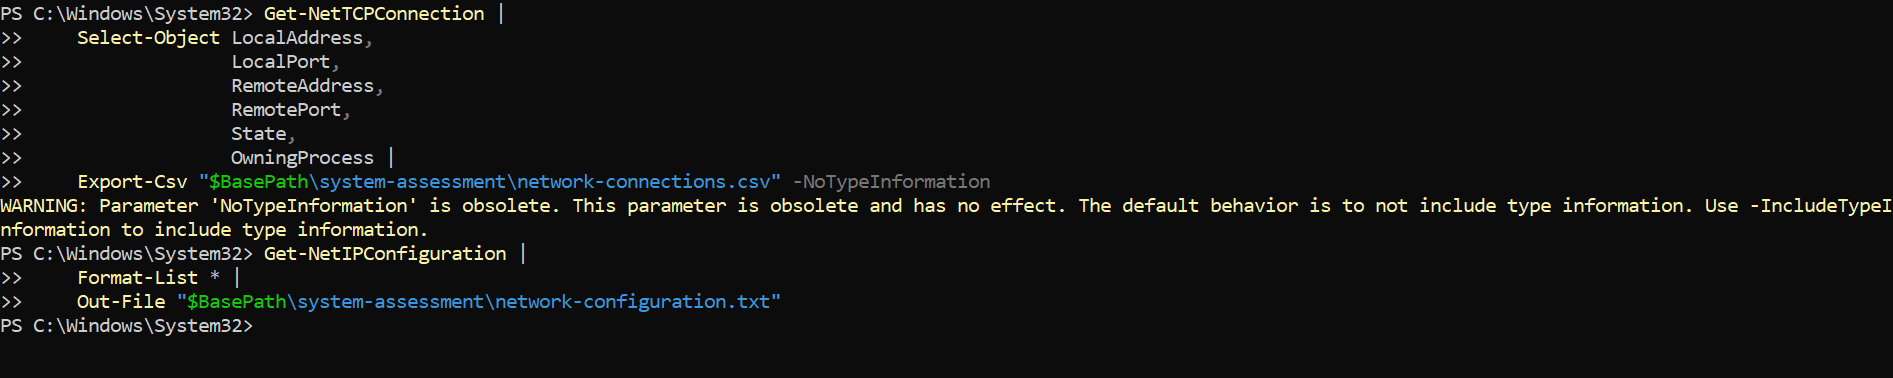 PS C:\Windows\System32> Get-NetTCPConnection |
>>     Select-Object LocalAddress,
>>                   LocalPort,
>>                   RemoteAddress,
>>                   RemotePort,
>>                   State,
>>                   OwningProcess |
>>     Export-Csv "$BasePath\system-assessment\network-connections.csv" -NoTypeInformation
WARNING: Parameter 'NoTypeInformation' is obsolete. This parameter is obsolete and has no effect. The default behavior is to not include type information. Use -IncludeTypeI
nformation to include type information.
PS C:\Windows\System32> Get-NetIPConfiguration |
>>     Format-List * |
>>     Out-File "$BasePath\system-assessment\network-configuration.txt"
PS C:\Windows\System32>